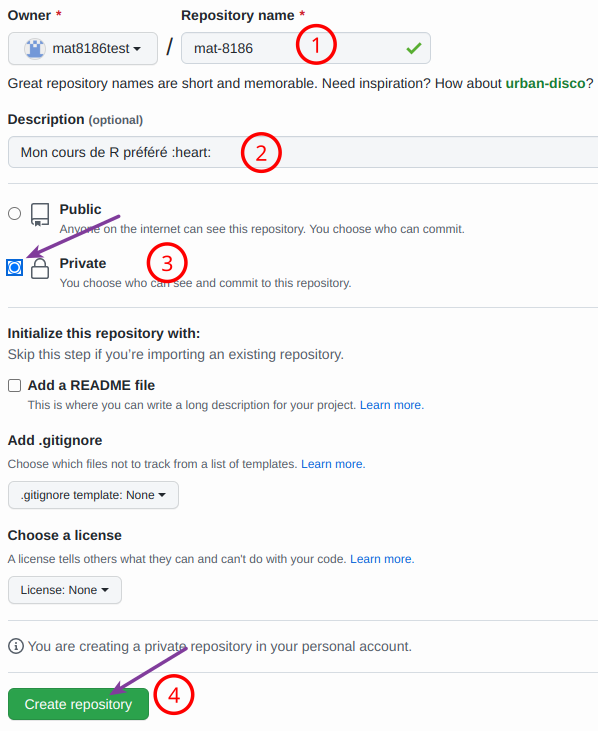 Owner * Repository name *
mat8186test / mat-8186 1
Great repository names are short and memorable. Need inspiration? How about urban-disco?
Description (optional)
Mon cours de R préféré :heart: 2
Public
Anyone on the internet can see this repository. You choose who can commit.
Private 3
You choose who can see and commit to this repository.
Initialize this repository with:
Skip this step if you're importing an existing repository.
Add a README file
This is where you can write a long description for your project. Learn more.
Add .gitignore
Choose which files not to track from a list of templates. Learn more.
.gitignore template: None
Choose a license
A license tells others what they can and can't do with your code. Learn more.
License: None
You are creating a private repository in your personal account.
Create repository 4